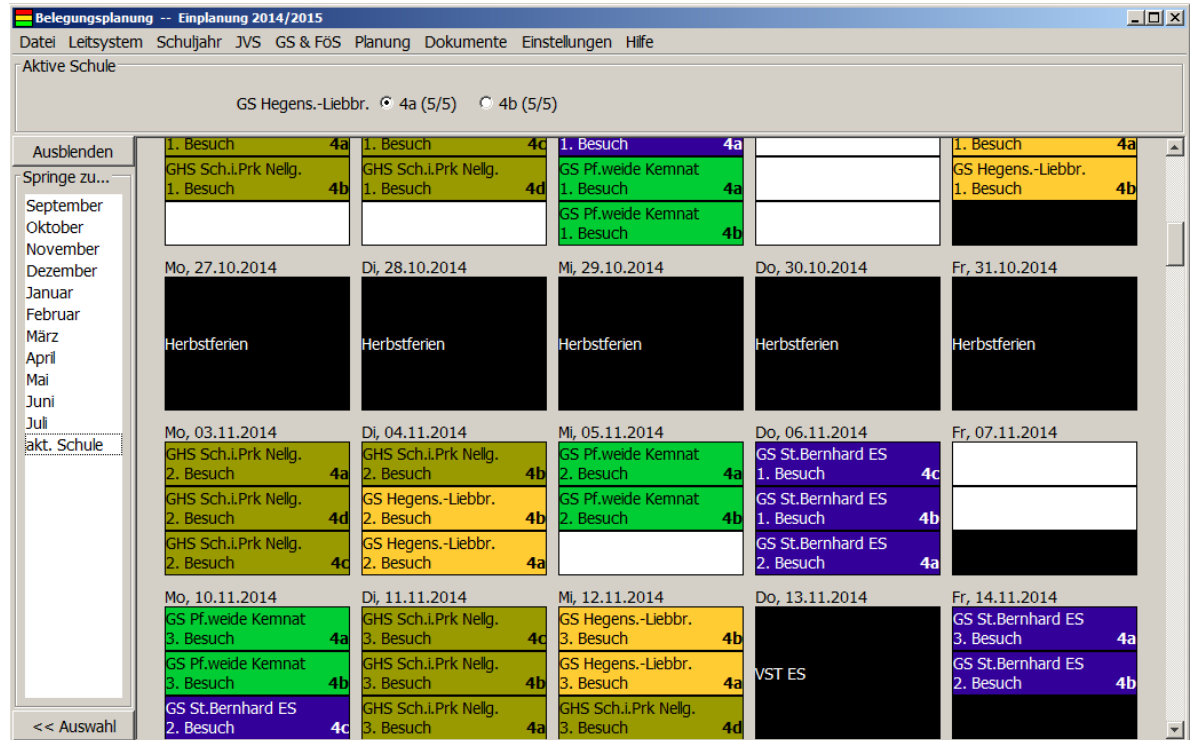 Belegungsplanung -- Einplanung 2014/2015
Datei Leitsystem Schuljahr JVS GS & FöS Planung Dokumente Einstellungen Hilfe
Aktive Schule
GS Hegens.-Liebbr. 4a (5/5) 4b (5/5)
Ausblenden
Springe zu...
September
Oktober
November
Dezember
Januar
Februar
März
April
Mai
Juni
Juli
akt. Schule
<< Auswahl
1. Besuch 4a 1. Besuch 4c 1. Besuch 4a 1. Besuch 4a
GHS Sch.i.Prk Nellg. GHS Sch.i.Prk Nellg. GS Pf.weide Kemnat GS Hegens.-Liebbr.
1. Besuch 4b 1. Besuch 4d 1. Besuch 4a 1. Besuch 4b
GS Pf.weide Kemnat
1. Besuch 4b
Mo, 27.10.2014 Di, 28.10.2014 Mi, 29.10.2014 Do, 30.10.2014 Fr, 31.10.2014
Herbstferien Herbstferien Herbstferien Herbstferien Herbstferien
Mo, 03.11.2014 Di, 04.11.2014 Mi, 05.11.2014 Do, 06.11.2014 Fr, 07.11.2014
GHS Sch.i.Prk Nellg. GHS Sch.i.Prk Nellg. GS Pf.weide Kemnat GS St.Bernhard ES
2. Besuch 4a 2. Besuch 4b 2. Besuch 4a 1. Besuch 4c
GHS Sch.i.Prk Nellg. GS Hegens.-Liebbr. GS Pf.weide Kemnat GS St.Bernhard ES
2. Besuch 4d 2. Besuch 4b 2. Besuch 4b 1. Besuch 4b
GHS Sch.i.Prk Nellg. GS Hegens.-Liebbr. GS St.Bernhard ES
2. Besuch 4c 2. Besuch 4a 2. Besuch 4a
Mo, 10.11.2014 Di, 11.11.2014 Mi, 12.11.2014 Do, 13.11.2014 Fr, 14.11.2014
GS Pf.weide Kemnat GHS Sch.i.Prk Nellg. GS Hegens.-Liebbr. GS St.Bernhard ES
3. Besuch 4a 3. Besuch 4c 3. Besuch 4b 3. Besuch 4a
GS Pf.weide Kemnat GHS Sch.i.Prk Nellg. GS Hegens.-Liebbr. VST ES GS St.Bernhard ES
3. Besuch 4b 3. Besuch 4b 3. Besuch 4a 2. Besuch 4b
GS St.Bernhard ES GHS Sch.i.Prk Nellg. GHS Sch.i.Prk Nellg.
2. Besuch 4c 3. Besuch 4a 3. Besuch 4d